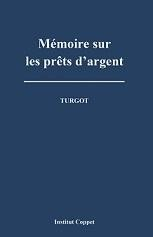 Mémoire sur
les prêts d'argent
TURGOT
Institut Coppet